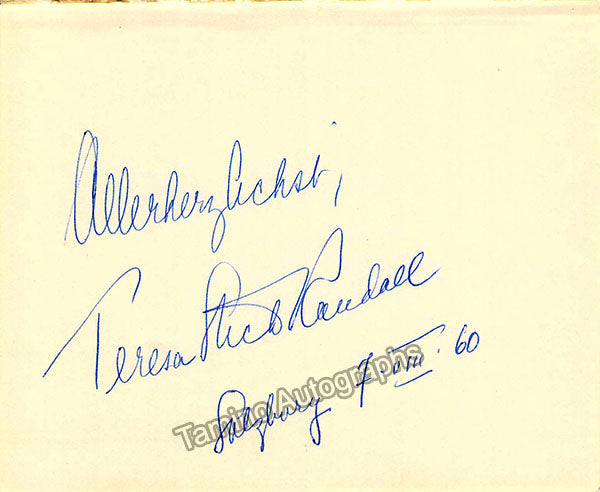 Allerherzlichst,
Teresa Stich Randall
Salzburg 7. VIII. 60
Tamino Autographs